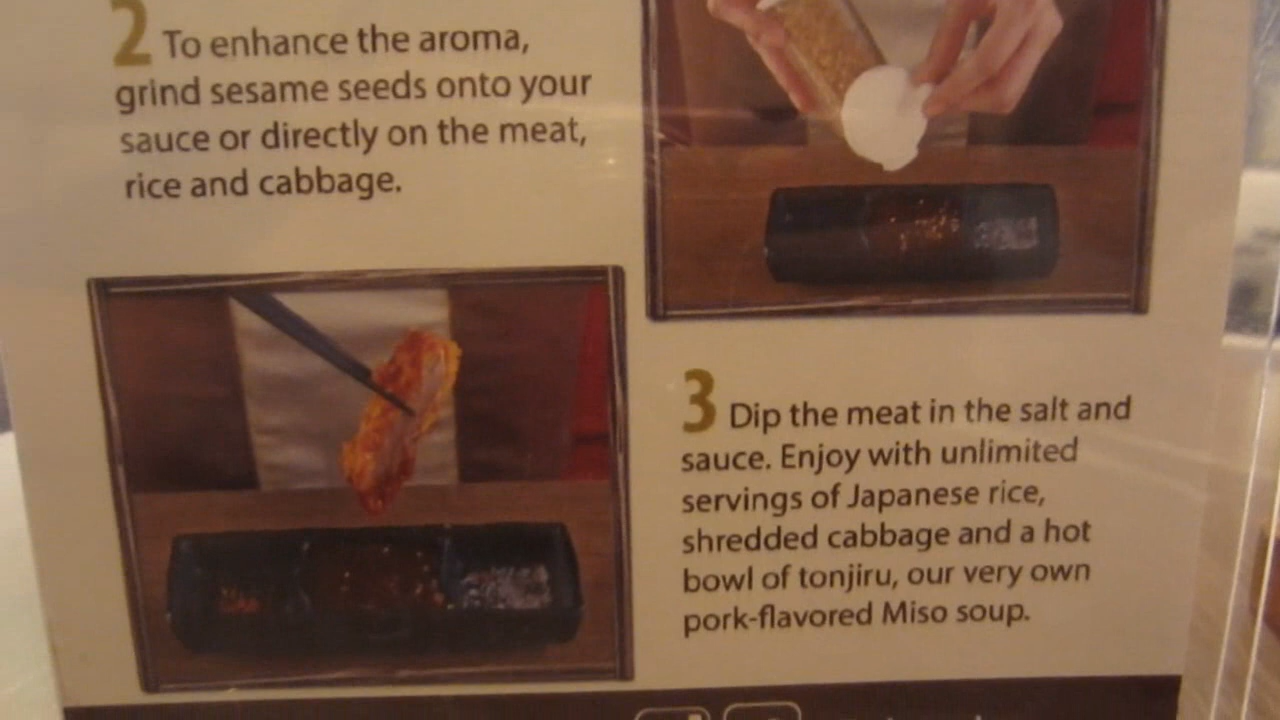 2 To enhance the aroma,
grind sesame seeds onto your
sauce or directly on the meat,
rice and cabbage.
3 Dip the meat in the salt and
sauce. Enjoy with unlimited
servings of Japanese rice,
shredded cabbage and a hot
bowl of tonjiru, our very own
pork-flavored Miso soup.